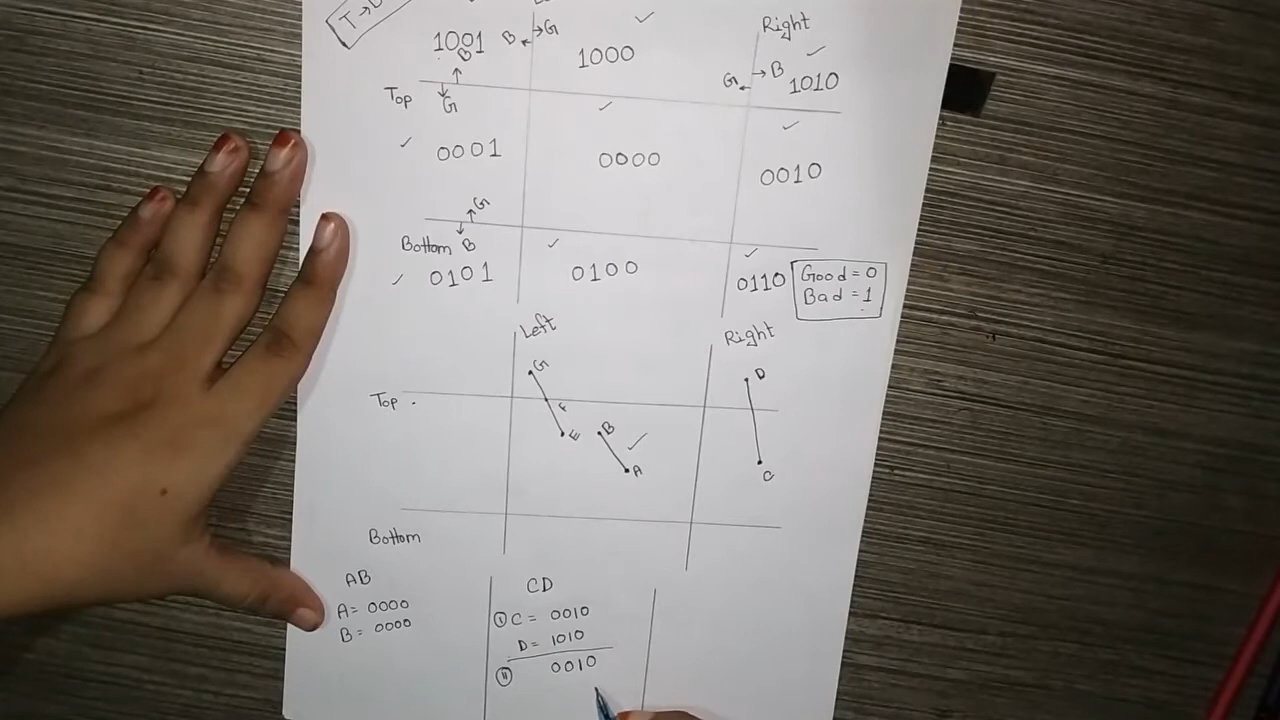 T→
1001 B G 1000 Right
B G B 1010
Top G
0001 0000 0010
G
Bottom B
0101 0100 0110 Good = 0
Bad = 1
Left Right
G D
Top . F
B
E
A C
Bottom
AB CD
A = 0000 I C = 0010
B = 0000 D = 1010
II 0010